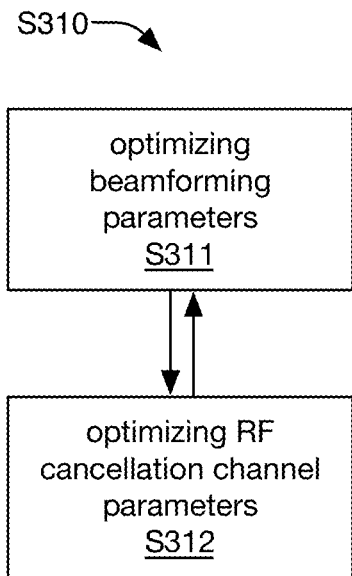 S310
optimizing
beamforming
parameters
S311
optimizing RF
cancellation channel
parameters
S312